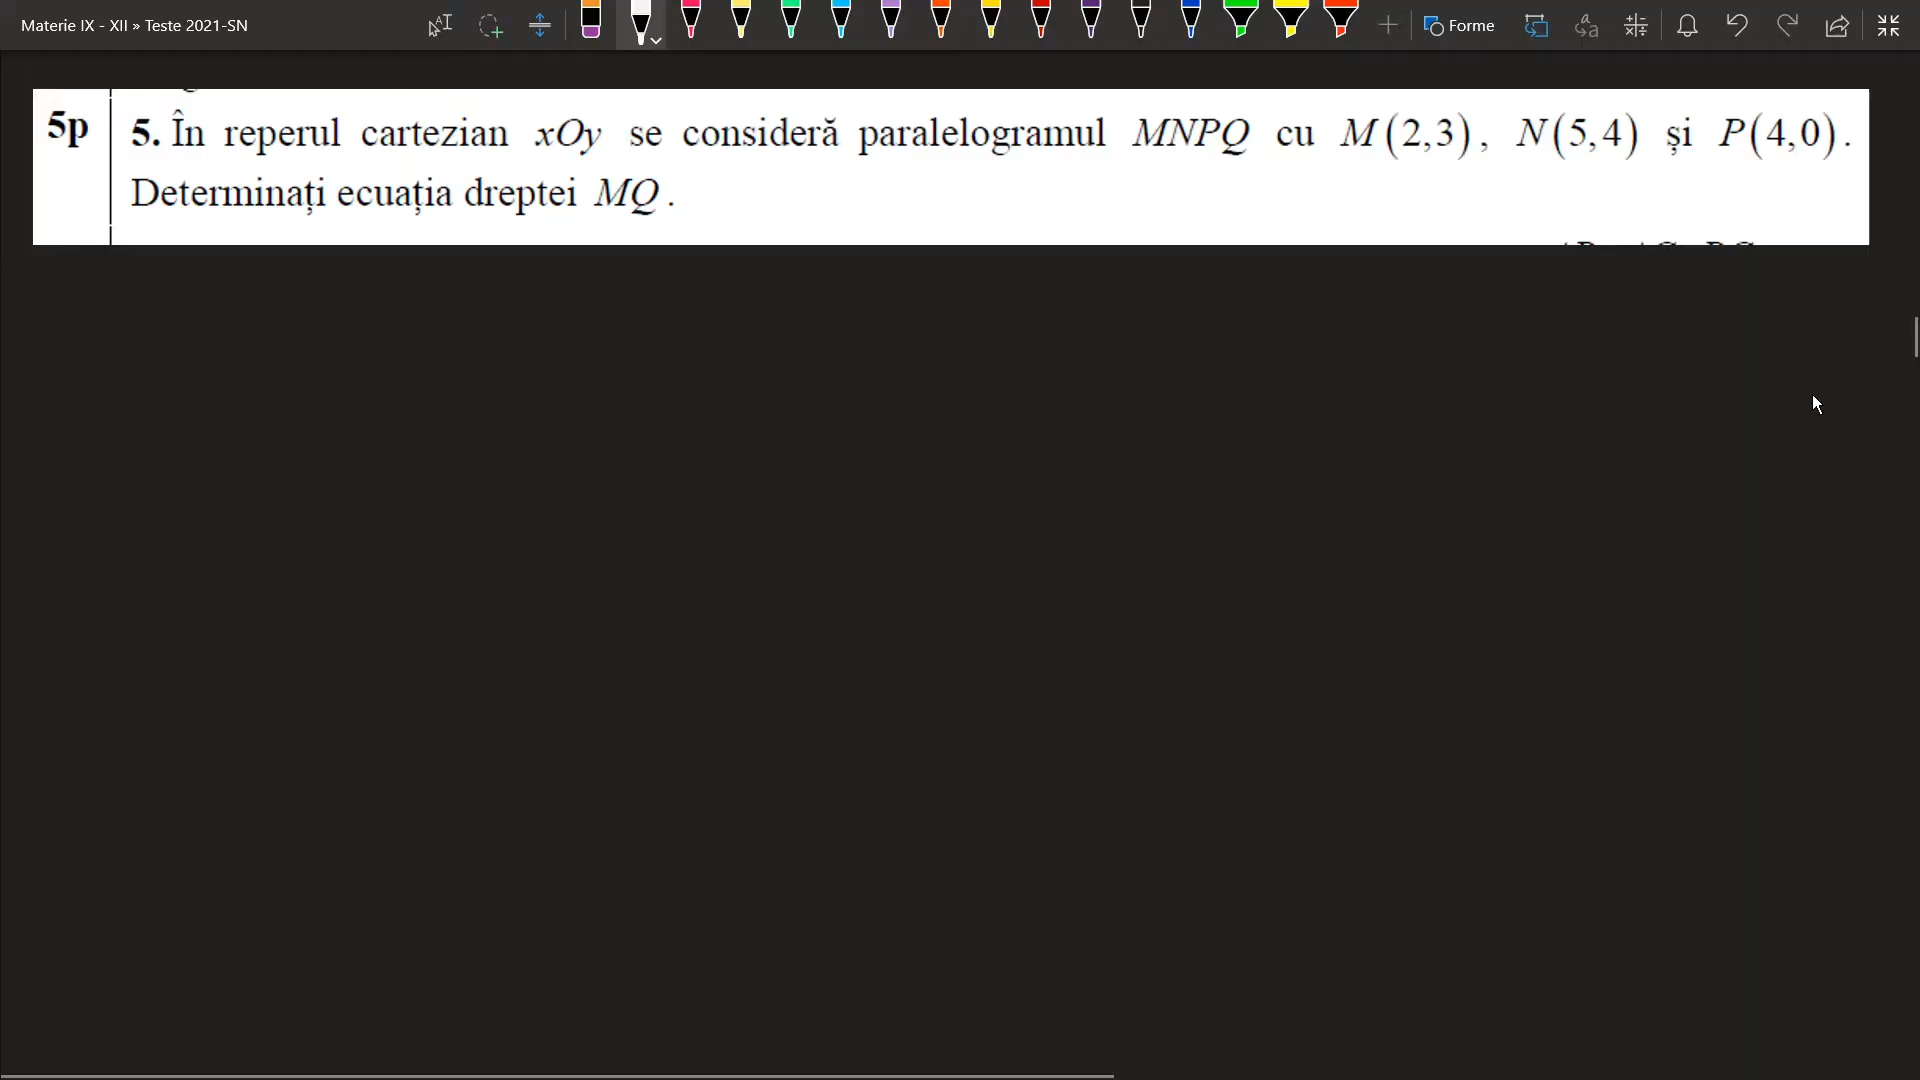 Materie IX - XII » Teste 2021-SN
Forme
5p
5. În reperul cartezian xOy se consideră paralelogramul MNPQ cu M(2,3), N(5,4) și P(4,0).
Determinați ecuația dreptei MQ.